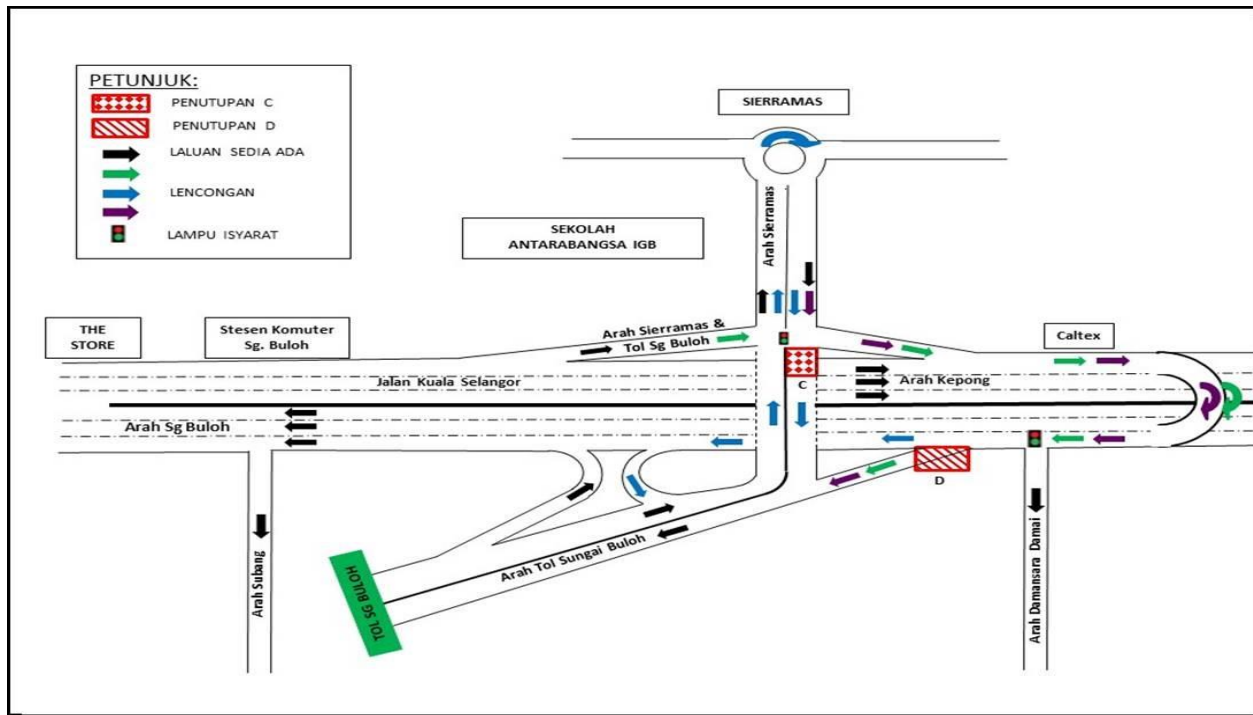 PETUNJUK:
PENUTUPAN C
PENUTUPAN D
LALUAN SEDIA ADA
LENCONGAN
LAMPU ISYARAT
SIERRAMAS
SEKOLAH
ANTARABANGSA IGB
Arah Sierramas
THE
STORE
Stesen Komuter
Sg. Buloh
Arah Sierramas &
Tol Sg Buloh
Caltex
Jalan Kuala Selangor
C
Arah Kepong
Arah Sg Buloh
D
Arah Subang
TOL SG BULOH
Arah Tol Sungai Buloh
Arah Damansara Damai